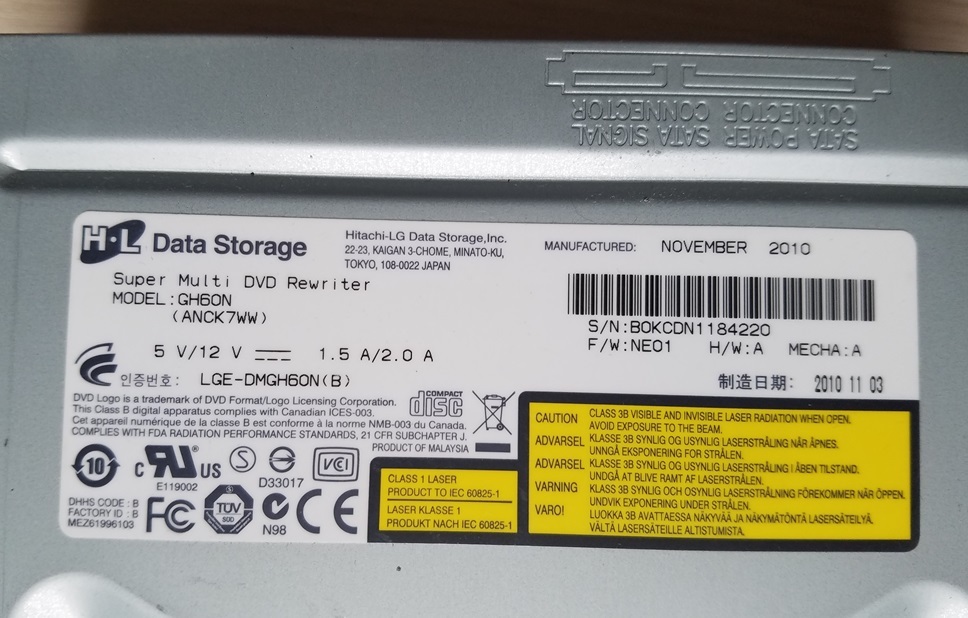 SATA POWER SATA SIGNAL
CONNECTOR CONNECTOR
H·L Data Storage
Hitachi-LG Data Storage,Inc.
22-23, KAIGAN 3-CHOME, MINATO-KU,
TOKYO, 108-0022 JAPAN
MANUFACTURED: NOVEMBER 2010
Super Multi DVD Rewriter
MODEL:GH60N
(ANCK7WW)
S/N:B0KCDN1184220
F/W:NE01 H/W:A MECHA:A
5 V/12 V 1.5 A/2.0 A
制造日期: 2010 11 03
인증번호: LGE-DMGH60N(B)
DVD Logo is a trademark of DVD Format/Logo Licensing Corporation.
This Class B digital apparatus complies with Canadian ICES-003.
Cet appareil numérique de la classe B est conforme à la norme NMB-003 du Canada.
COMPLIES WITH FDA RADIATION PERFORMANCE STANDARDS, 21 CFR SUBCHAPTER J.
PRODUCT OF MALAYSIA
COMPACT
disc
10
c RU US
E119002
S
D33017
VCI
DHHS CODE : B
FACTORY ID : B
MEZ61996103
FC
TÜV
SÜD
N98
CE
CLASS 1 LASER
PRODUCT TO IEC 60825-1
LASER KLASSE 1
PRODUKT NACH IEC 60825-1
CAUTION CLASS 3B VISIBLE AND INVISIBLE LASER RADIATION WHEN OPEN.
AVOID EXPOSURE TO THE BEAM.
ADVARSEL KLASSE 3B SYNLIG OG USYNLIG LASERSTRÅLING NÅR ÅPNES.
UNNGÅ EKSPONERING FOR STRÅLEN.
ADVARSEL KLASSE 3B SYNLIG OG USYNLIG LASERSTRÅLING I ÅBEN TILSTAND.
UNDGÅ AT BLIVE RAMT AF LASERSTRÅLEN.
VARNING KLASS 3B SYNLIG OCH OSYNLIG LASERSTRÅLING FÖREKOMMER NÄR ÖPPEN.
UNDVIK EXPONERING UNDER STRÅLEN.
VARO! LUOKKA 3B AVATTAESSA NÄKYVÄÄ JA NÄKYMÄTÖNTÄ LASERSÄTEILYÄ.
VÄLTÄ LASERSÄTEILLE ALTISTUMISTA.